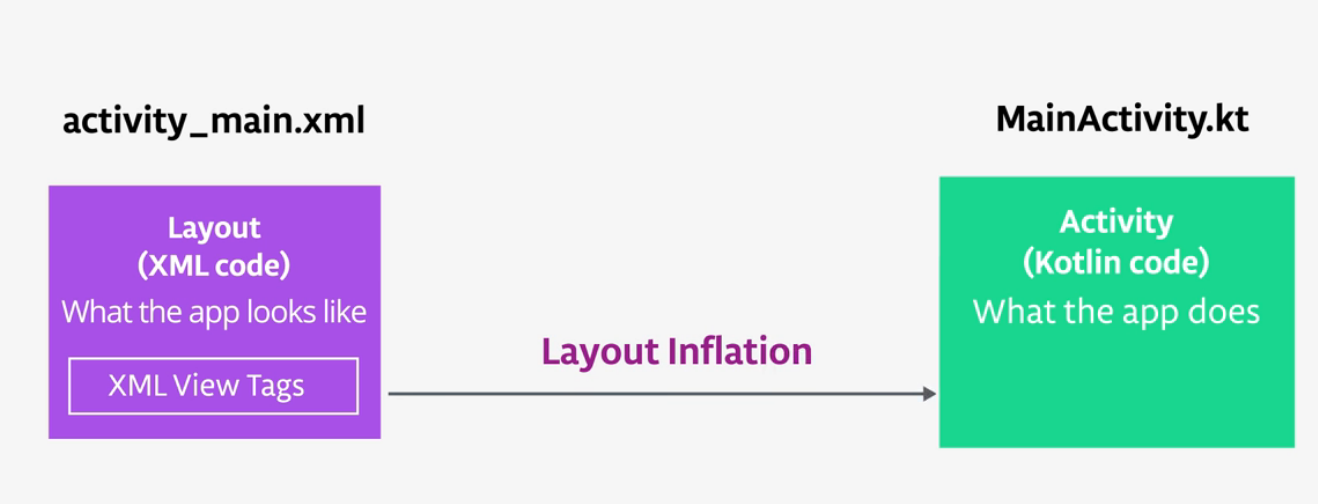 activity_main.xml
Layout
(XML code)
What the app looks like
XML View Tags
Layout Inflation
MainActivity.kt
Activity
(Kotlin code)
What the app does